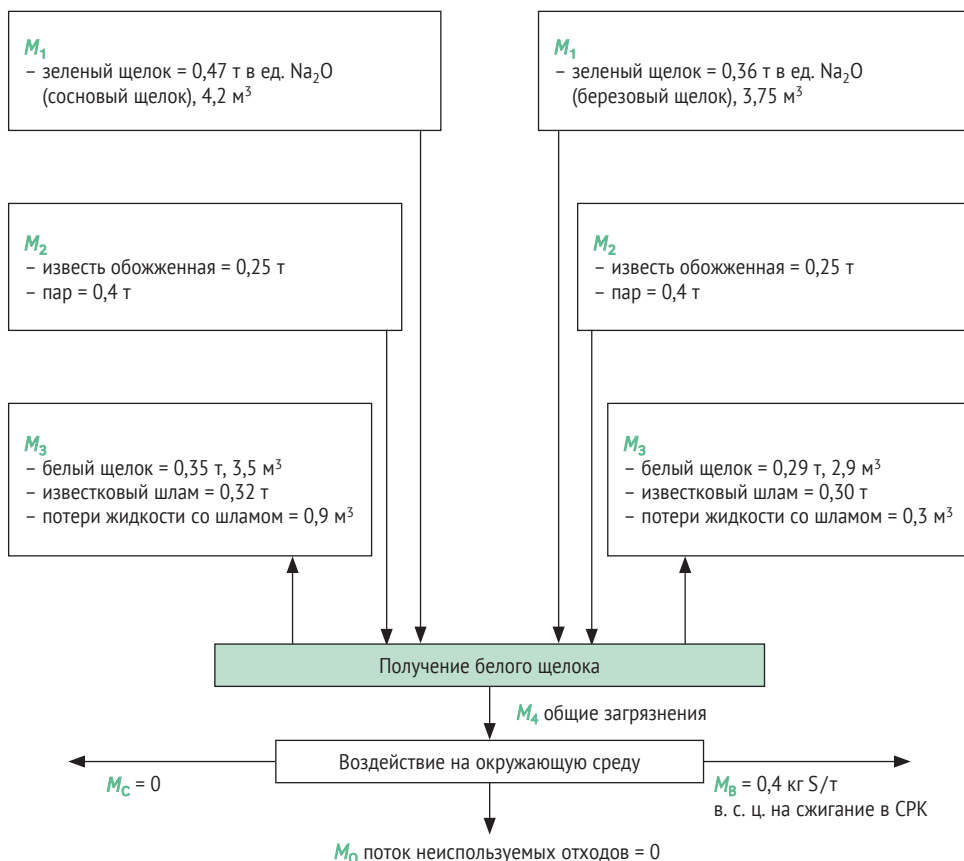 M₁
– зеленый щелок = 0,47 т в ед. Na₂O
(сосновый щелок), 4,2 м³
M₁
– зеленый щелок = 0,36 т в ед. Na₂O
(березовый щелок), 3,75 м³
M₂
– известь обожженная = 0,25 т
– пар = 0,4 т
M₂
– известь обожженная = 0,25 т
– пар = 0,4 т
M₃
– белый щелок = 0,35 т, 3,5 м³
– известковый шлам = 0,32 т
– потери жидкости со шламом = 0,9 м³
M₃
– белый щелок = 0,29 т, 2,9 м³
– известковый шлам = 0,30 т
– потери жидкости со шламом = 0,3 м³
Получение белого щелока
M₄ общие загрязнения
Воздействие на окружающую среду
M_С = 0
M_В = 0,4 кг S/т
в. с. ц. на сжигание в СРК
M_О поток неиспользуемых отходов = 0